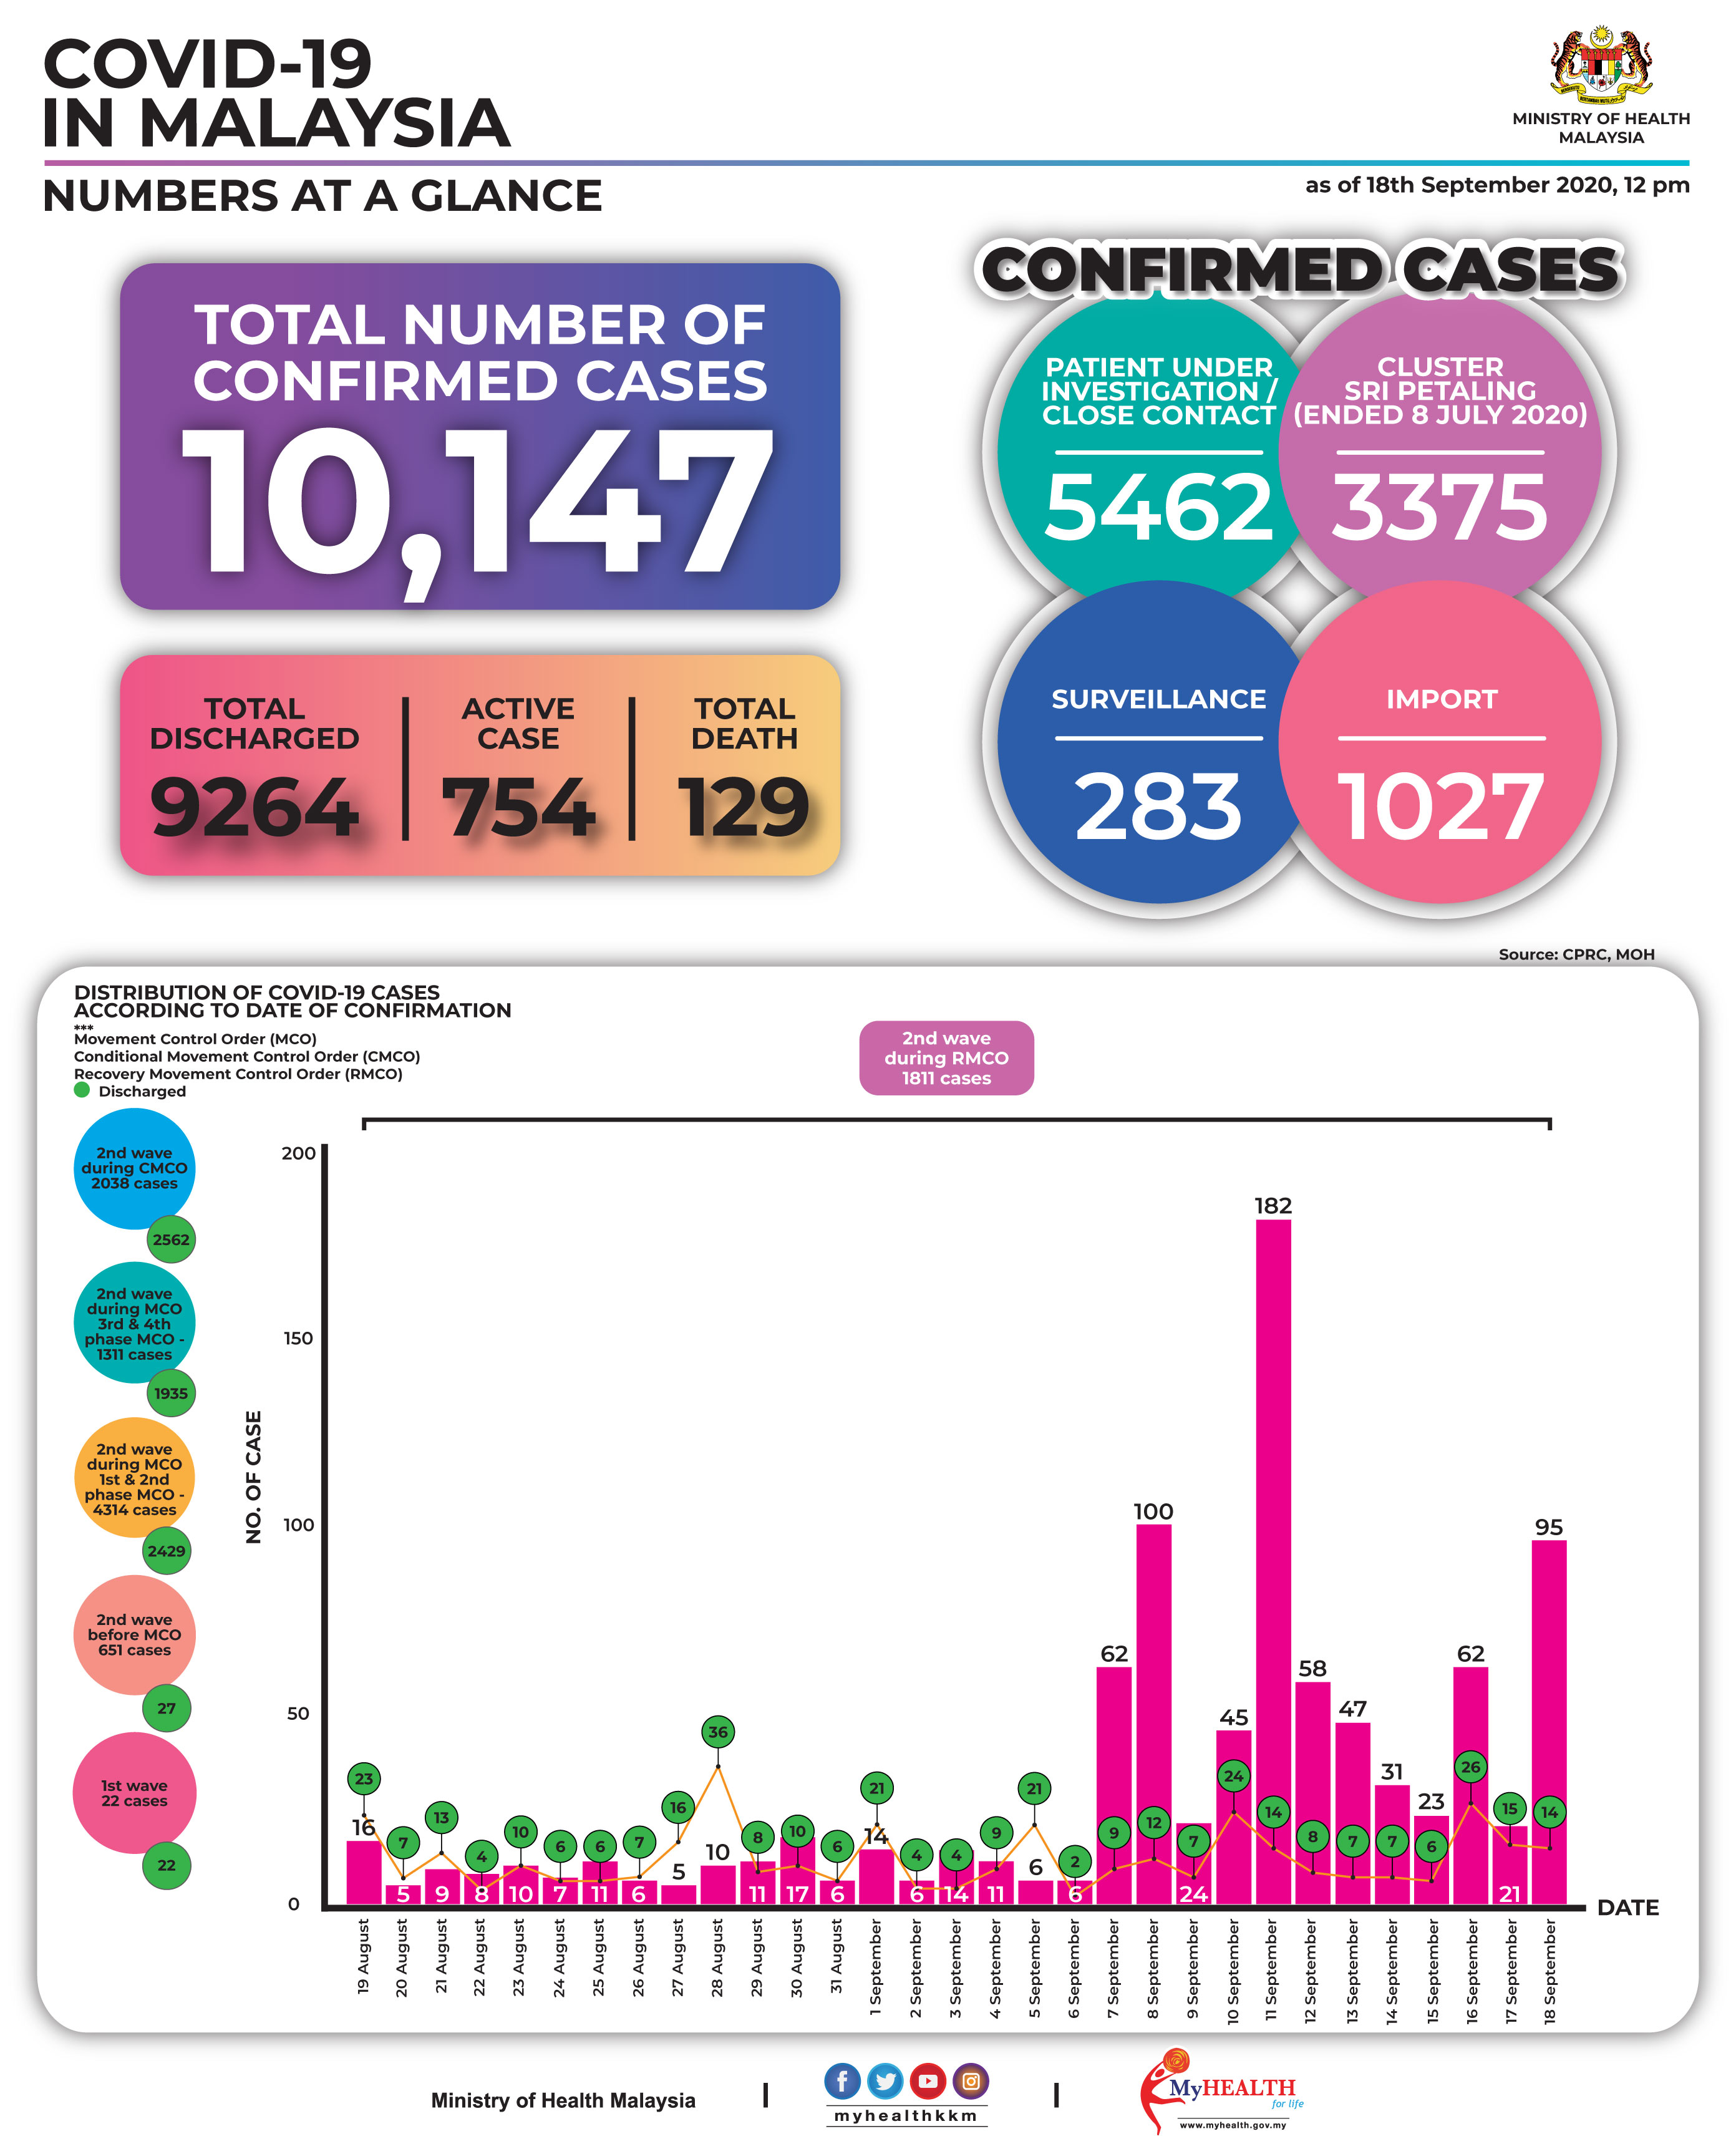 COVID-19
IN MALAYSIA
MINISTRY OF HEALTH
MALAYSIA
NUMBERS AT A GLANCE
as of 18th September 2020, 12 pm
TOTAL NUMBER OF
CONFIRMED CASES
10,147
TOTAL
DISCHARGED
9264
ACTIVE
CASE
754
TOTAL
DEATH
129
CONFIRMED CASES
PATIENT UNDER
INVESTIGATION /
CLOSE CONTACT
5462
CLUSTER
SRI PETALING
(ENDED 8 JULY 2020)
3375
SURVEILLANCE
283
IMPORT
1027
Source: CPRC, MOH
DISTRIBUTION OF COVID-19 CASES
ACCORDING TO DATE OF CONFIRMATION
***
Movement Control Order (MCO)
Conditional Movement Control Order (CMCO)
Recovery Movement Control Order (RMCO)
Discharged
2nd wave
during RMCO
1811 cases
2nd wave
during CMCO
2038 cases
2562
2nd wave
during MCO
3rd & 4th
phase MCO -
1311 cases
1935
2nd wave
during MCO
1st & 2nd
phase MCO -
4314 cases
2429
2nd wave
before MCO
651 cases
27
1st wave
22 cases
22
NO. OF CASE
200
150
100
50
0
182
100
95
62
62
58
45
47
31
23
36
23 7 13 4 10 6 6 7 16 8 10 6 21 4 4 9 21 2 9 12 7 24 14 8 7 7 6 26 15 14
16 5 9 8 10 7 11 6 5 10 11 17 6 14 6 14 11 6 6 24 21
DATE
19 August
20 August
21 August
22 August
23 August
24 August
25 August
26 August
27 August
28 August
29 August
30 August
31 August
1 September
2 September
3 September
4 September
5 September
6 September
7 September
8 September
9 September
10 September
11 September
12 September
13 September
14 September
15 September
16 September
17 September
18 September
Ministry of Health Malaysia
myhealthkkm
MyHEALTH
for life
www.myhealth.gov.my